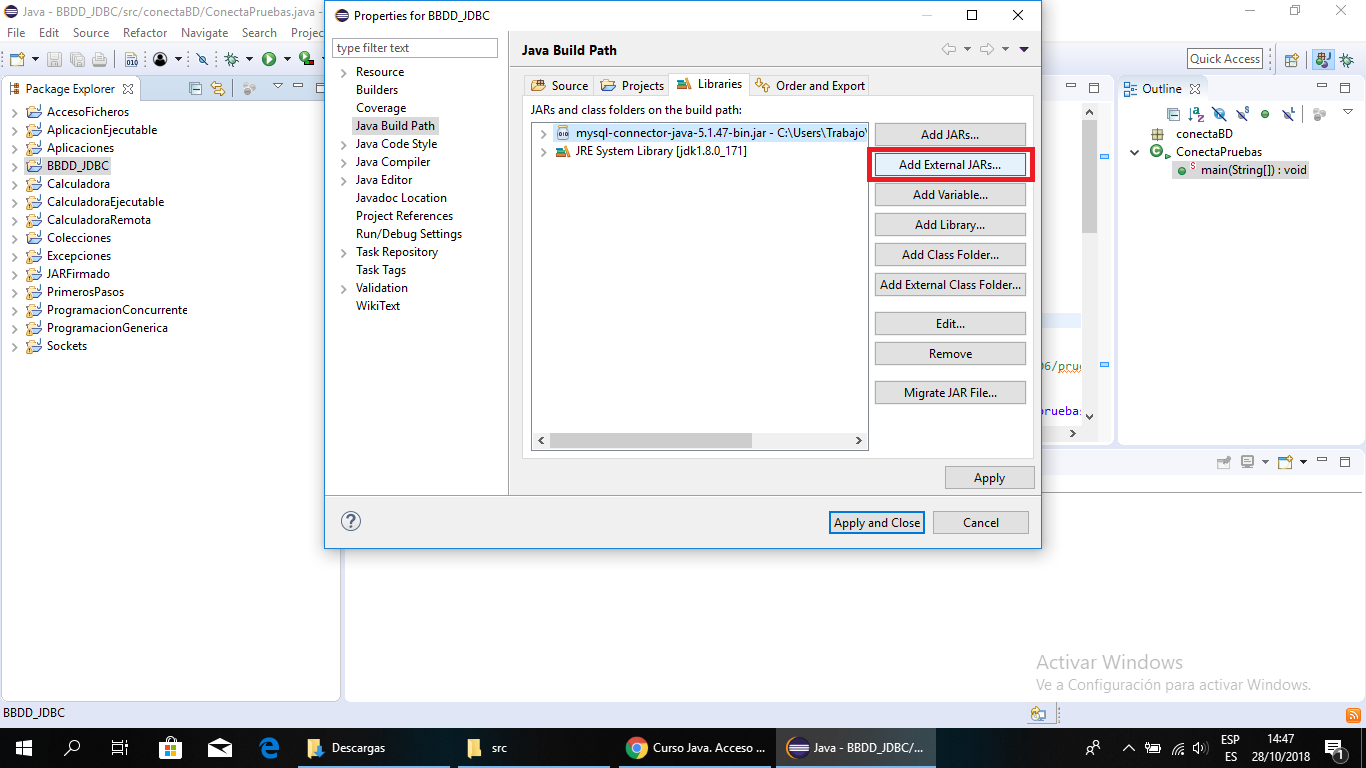 Java - BBDD_JDBC/src/conectaBD/ConectaPruebas.java -
File Edit Source Refactor Navigate Search Projec
Quick Access
Package Explorer
AccesoFicheros
AplicacionEjecutable
Aplicaciones
BBDD_JDBC
Calculadora
CalculadoraEjecutable
CalculadoraRemota
Colecciones
Excepciones
JARFirmado
PrimerosPasos
ProgramacionConcurrente
ProgramacionGenerica
Sockets
Properties for BBDD_JDBC
type filter text
Resource
Builders
Coverage
Java Build Path
Java Code Style
Java Compiler
Java Editor
Javadoc Location
Project References
Run/Debug Settings
Task Repository
Task Tags
Validation
WikiText
Java Build Path
Source Projects Libraries Order and Export
JARs and class folders on the build path:
mysql-connector-java-5.1.47-bin.jar - C:\Users\Trabajo\
JRE System Library [jdk1.8.0_171]
Add JARs...
Add External JARs...
Add Variable...
Add Library...
Add Class Folder...
Add External Class Folder...
Edit...
Remove
Migrate JAR File...
Apply
Apply and Close Cancel
Outline
conectaBD
ConectaPruebas
main(String[]) : void
06/prue
pruebas
Activar Windows
Ve a Configuración para activar Windows.
BBDD_JDBC
Descargas
src
Curso Java. Acceso ...
Java - BBDD_JDBC/...
ESP
ES
14:47
28/10/2018
1